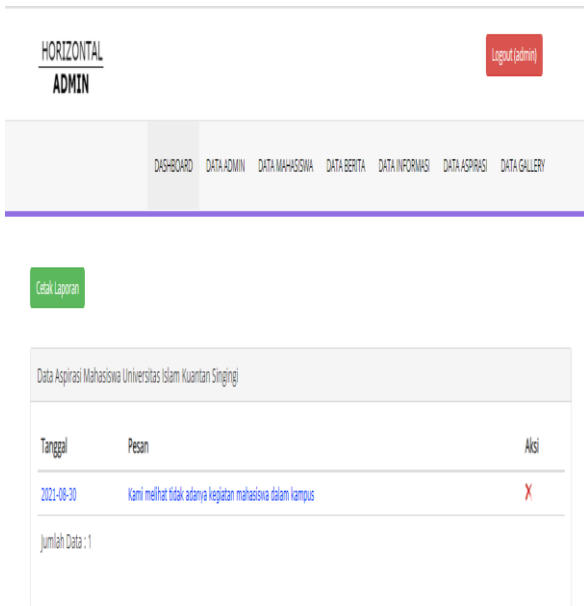 HORIZONTAL
ADMIN
Logout (admin)
DASHBOARD DATA ADMIN DATA MAHASISWA DATA BERITA DATA INFORMASI DATA ASPIRASI DATA GALLERY
Cetak Laporan
Data Aspirasi Mahasiswa Universitas Islam Kuantan Singingi
Tanggal Pesan Aksi
2021-08-30 Kami melihat tidak adanya kegiatan mahasiswa dalam kampus
Jumlah Data : 1